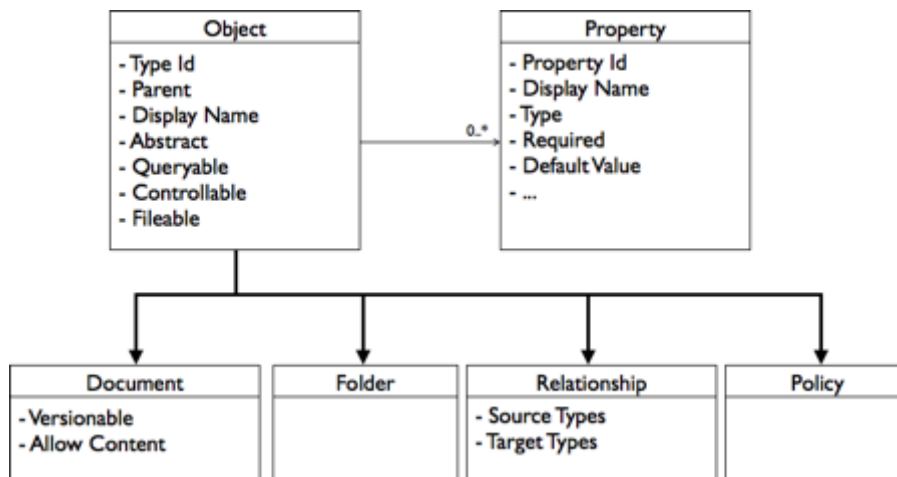 Object
- Type Id
- Parent
- Display Name
- Abstract
- Queryable
- Controllable
- Fileable
0..*
Property
- Property Id
- Display Name
- Type
- Required
- Default Value
- ...
Document
- Versionable
- Allow Content
Folder
Relationship
- Source Types
- Target Types
Policy